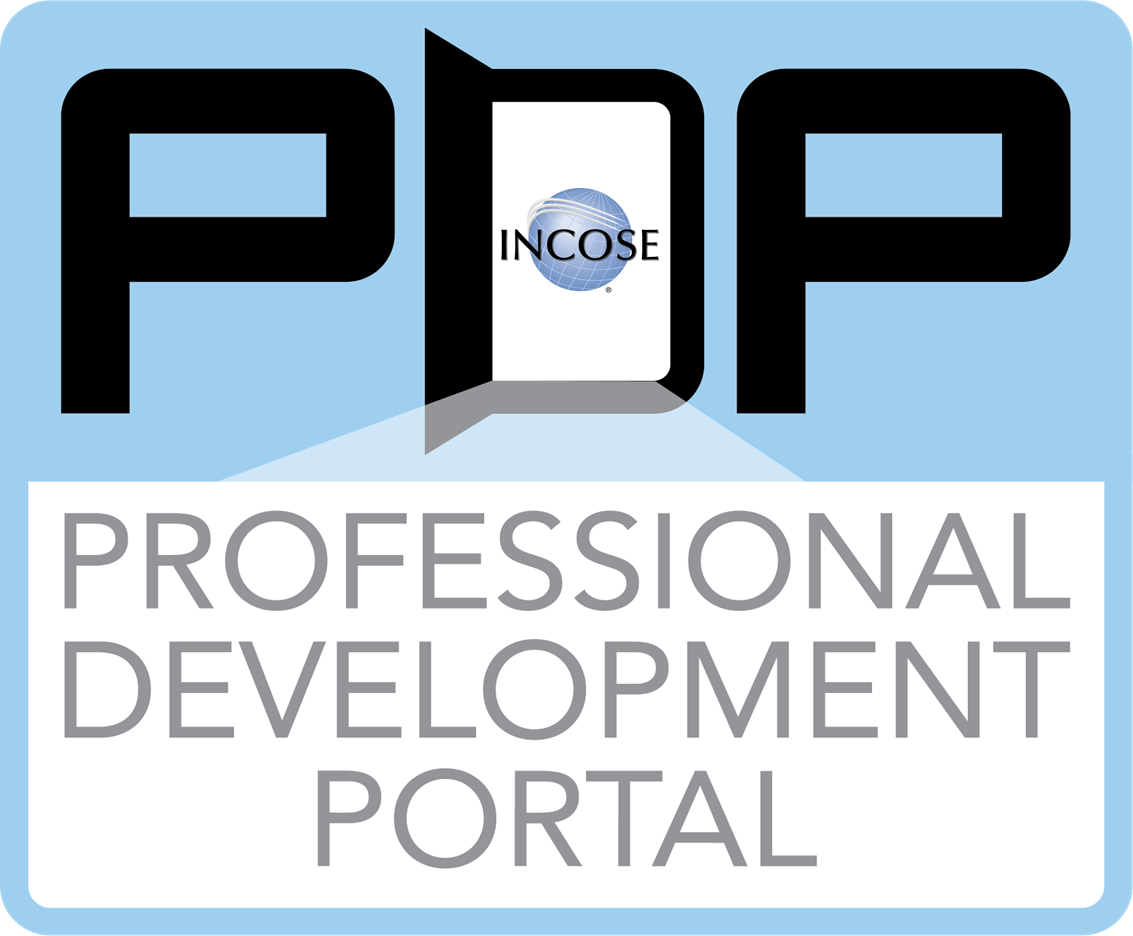 PDP
INCOSE
®
PROFESSIONAL
DEVELOPMENT
PORTAL